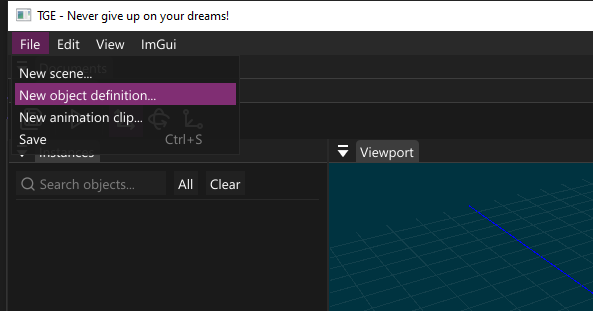 TGE - Never give up on your dreams!
File Edit View ImGui
Documents
New scene...
New object definition...
New animation clip...
Save Ctrl+S
Instances
Viewport
Search objects... All Clear